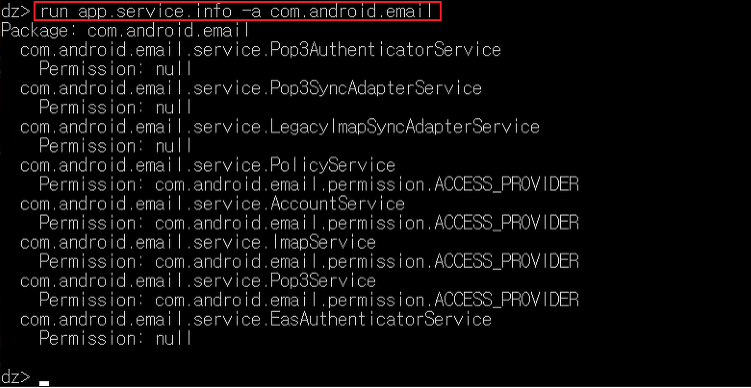 dz> run app.service.info -a com.android.email
Package: com.android.email
  com.android.email.service.Pop3AuthenticatorService
    Permission: null
  com.android.email.service.Pop3SyncAdapterService
    Permission: null
  com.android.email.service.LegacyImapSyncAdapterService
    Permission: null
  com.android.email.service.PolicyService
    Permission: com.android.email.permission.ACCESS_PROVIDER
  com.android.email.service.AccountService
    Permission: com.android.email.permission.ACCESS_PROVIDER
  com.android.email.service.ImapService
    Permission: com.android.email.permission.ACCESS_PROVIDER
  com.android.email.service.Pop3Service
    Permission: com.android.email.permission.ACCESS_PROVIDER
  com.android.email.service.EasAuthenticatorService
    Permission: null
dz>